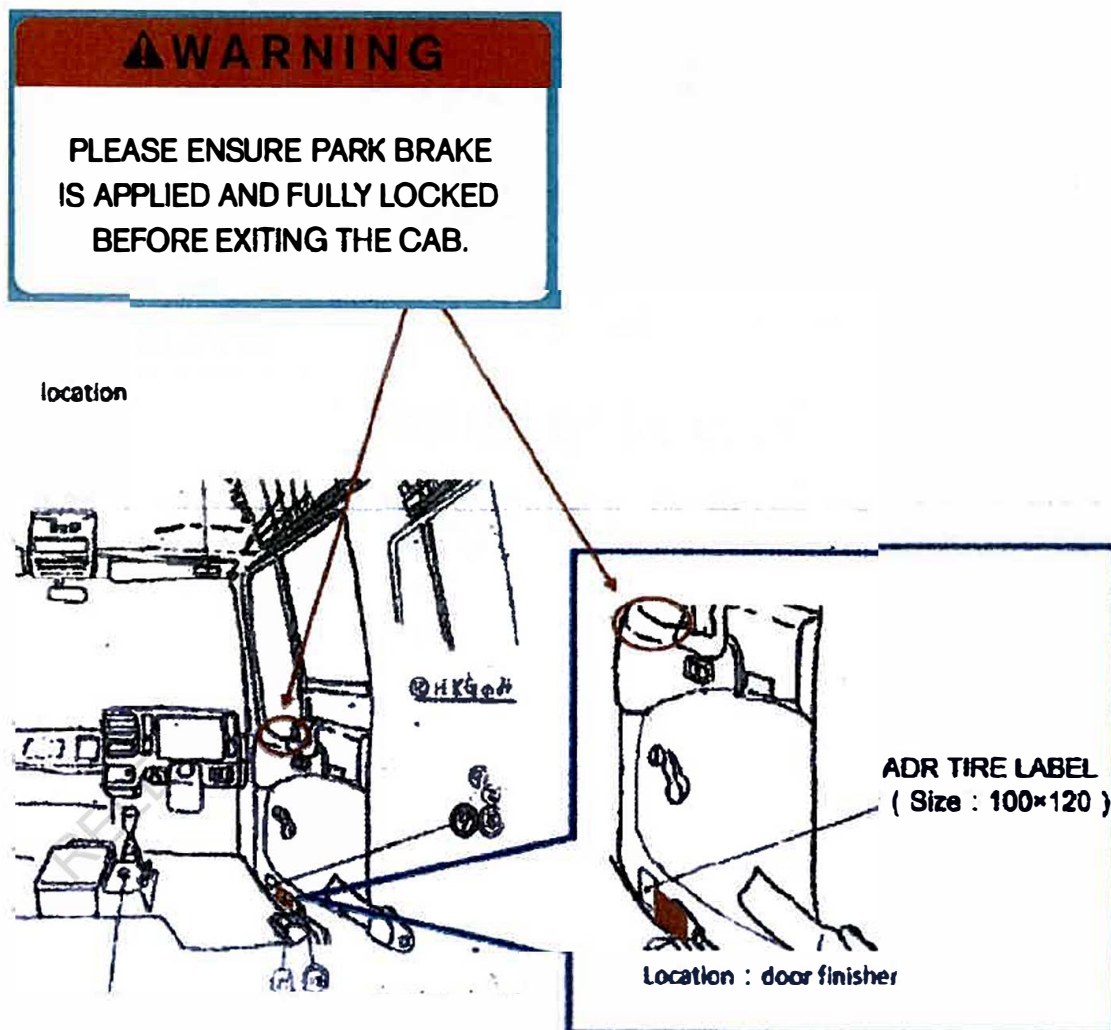 ⚠WARNING
PLEASE ENSURE PARK BRAKE
IS APPLIED AND FULLY LOCKED
BEFORE EXITING THE CAB.
location
ADR TIRE LABEL
( Size : 100×120 )
Location : door finisher